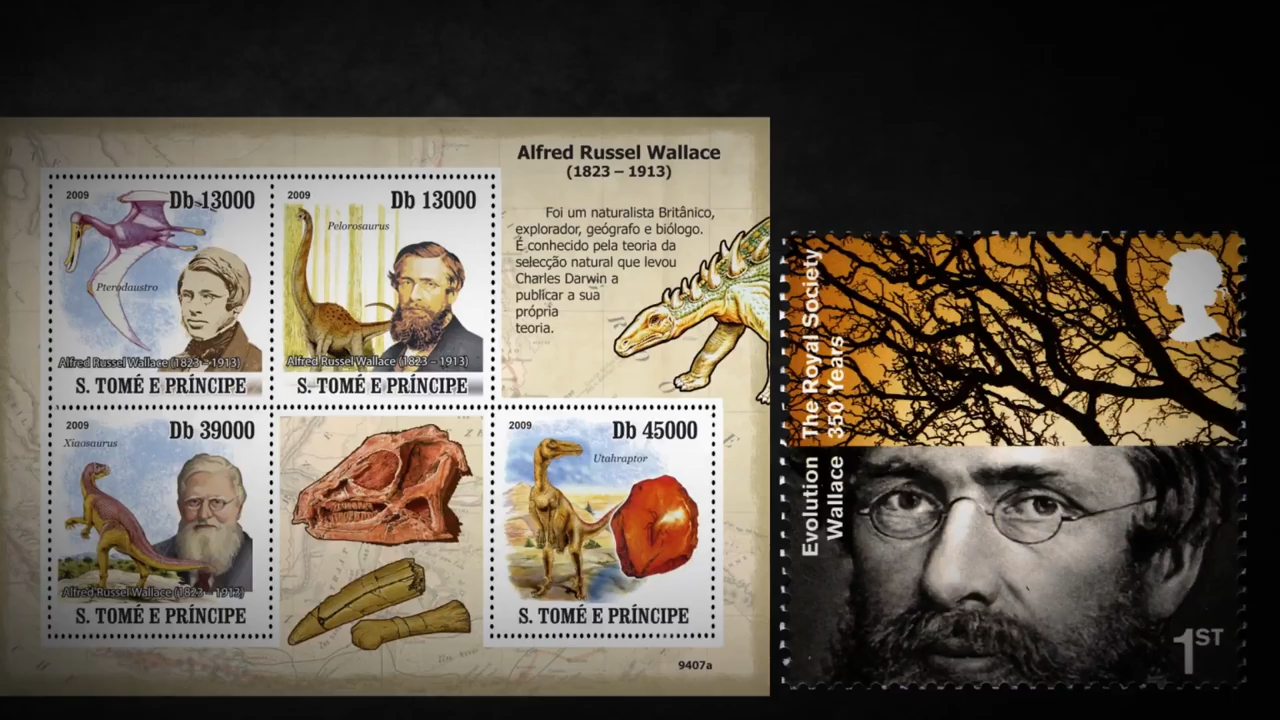 Alfred Russel Wallace
(1823 – 1913)
Foi um naturalista Britânico,
explorador, geógrafo e biólogo.
É conhecido pela teoria da
selecção natural que levou
Charles Darwin a
publicar a sua
própria
teoria.
2009
Db 13000
Pterodaustro
Alfred Russel Wallace (1823 – 1913)
S. TOMÉ E PRÍNCIPE
2009
Db 13000
Pelorosaurus
Alfred Russel Wallace (1823 – 1913)
S. TOMÉ E PRÍNCIPE
2009
Db 39000
Xiaosaurus
Alfred Russel Wallace (1823 – 1913)
S. TOMÉ E PRÍNCIPE
2009
Db 45000
Utahraptor
S. TOMÉ E PRÍNCIPE
9407a
Evolution The Royal Society
Wallace 350 Years
1ST